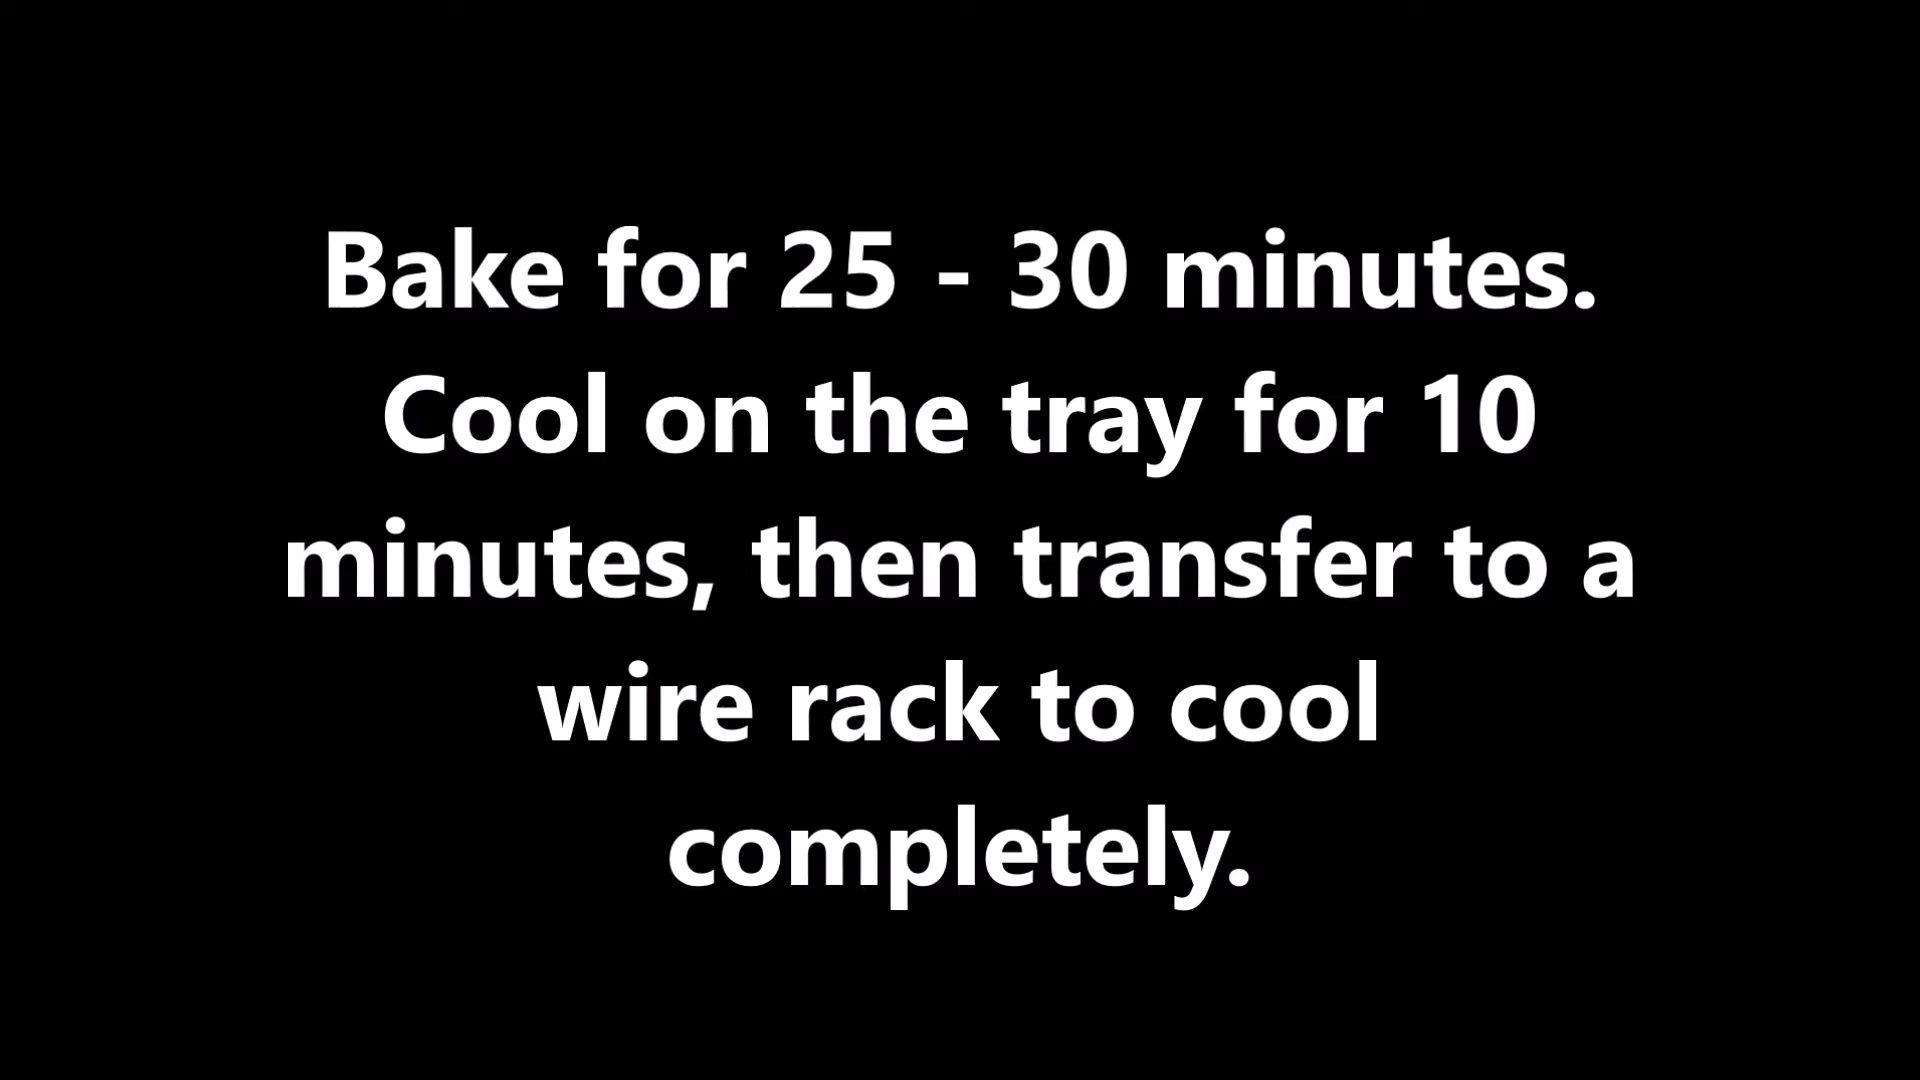 Bake for 25 - 30 minutes.
Cool on the tray for 10
minutes, then transfer to a
wire rack to cool
completely.